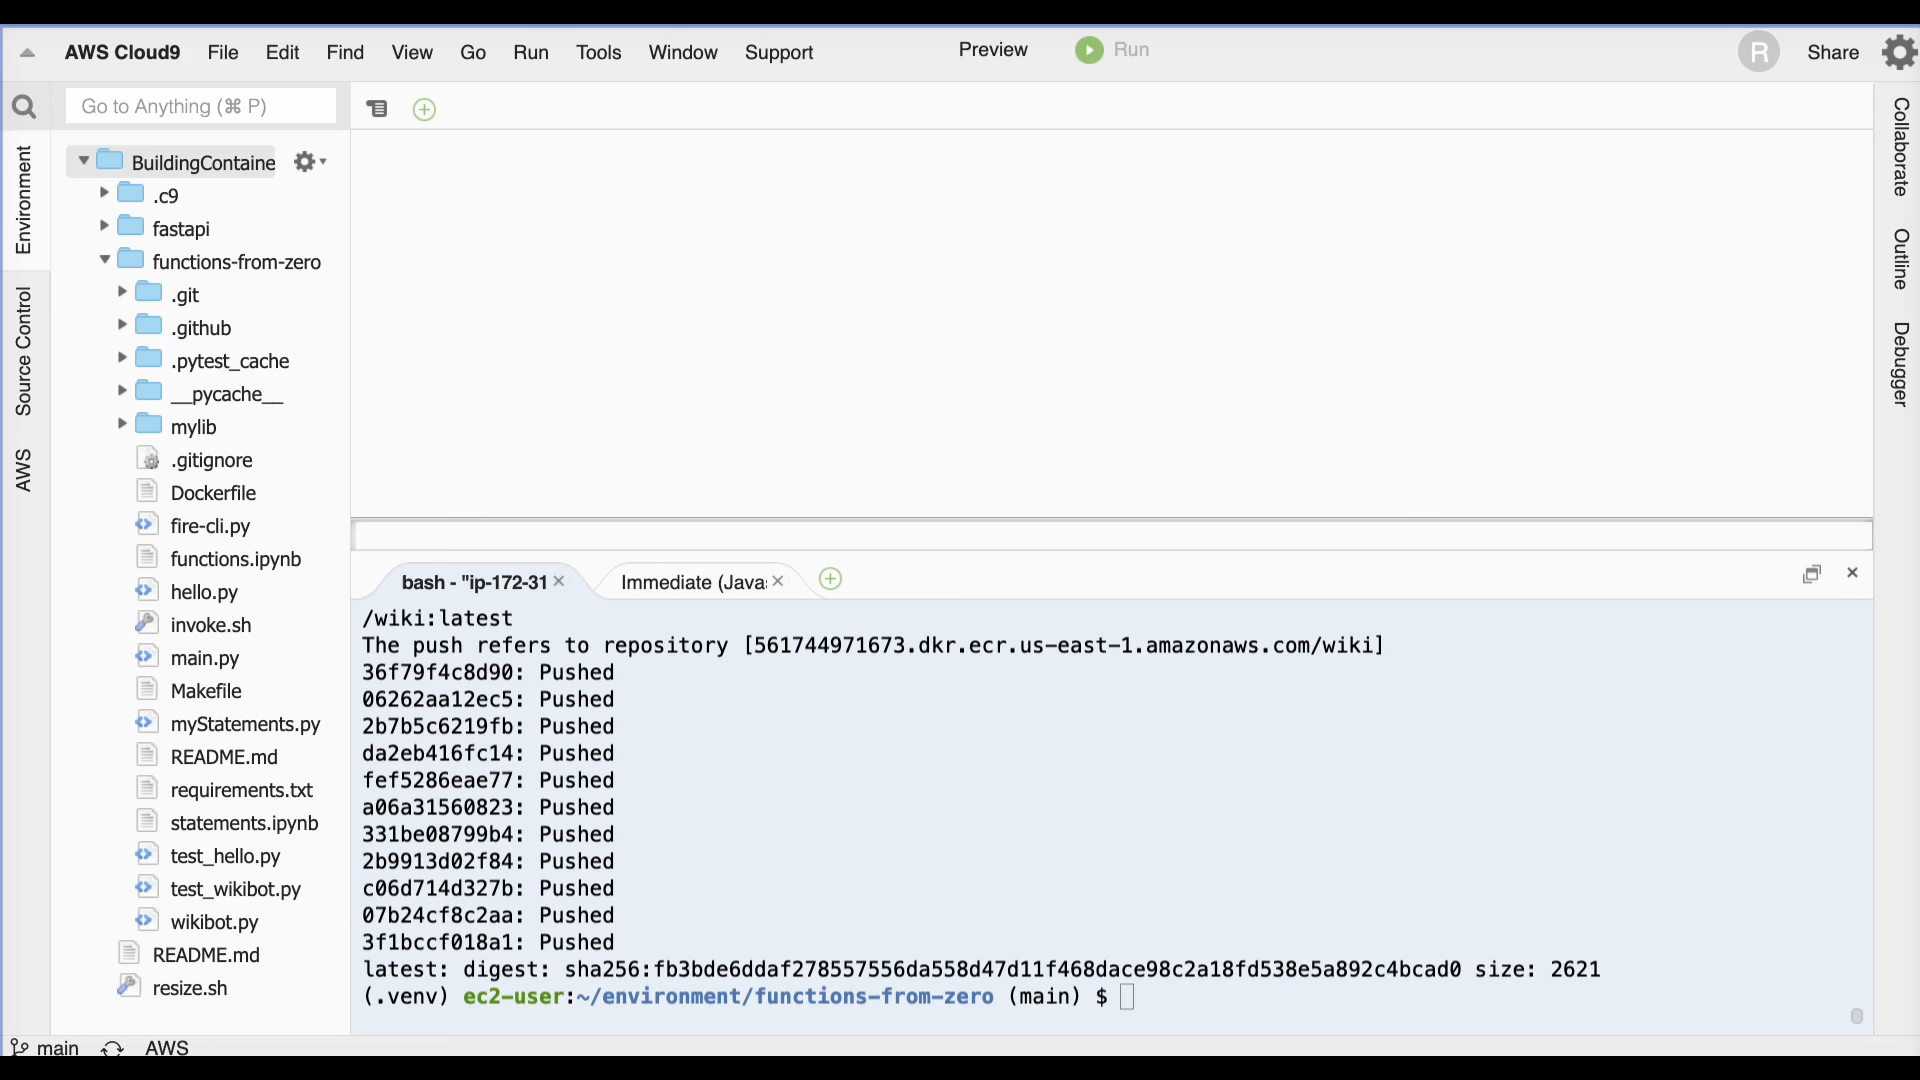 AWS Cloud9 File Edit Find View Go Run Tools Window Support Preview Run R Share
Go to Anything (⌘ P)
Environment
Source Control
AWS
BuildingContaine
.c9
fastapi
functions-from-zero
.git
.github
.pytest_cache
__pycache__
mylib
.gitignore
Dockerfile
fire-cli.py
functions.ipynb
hello.py
invoke.sh
main.py
Makefile
myStatements.py
README.md
requirements.txt
statements.ipynb
test_hello.py
test_wikibot.py
wikibot.py
README.md
resize.sh
bash - "ip-172-31 Immediate (Java
/wiki:latest
The push refers to repository [561744971673.dkr.ecr.us-east-1.amazonaws.com/wiki]
36f79f4c8d90: Pushed
06262aa12ec5: Pushed
2b7b5c6219fb: Pushed
da2eb416fc14: Pushed
fef5286eae77: Pushed
a06a31560823: Pushed
331be08799b4: Pushed
2b9913d02f84: Pushed
c06d714d327b: Pushed
07b24cf8c2aa: Pushed
3f1bccf018a1: Pushed
latest: digest: sha256:fb3bde6ddaf278557556da558d47d11f468dace98c2a18fd538e5a892c4bcad0 size: 2621
(.venv) ec2-user:~/environment/functions-from-zero (main) $
Collaborate
Outline
Debugger
main AWS